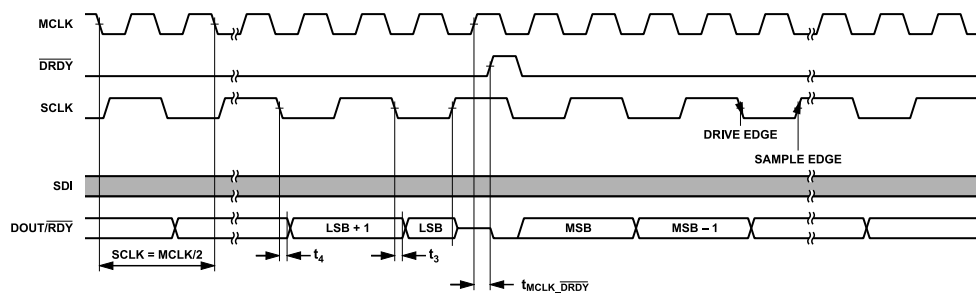 MCLK
DRDY
SCLK
DRIVE EDGE
SAMPLE EDGE
SDI
DOUT/RDY
LSB + 1
LSB
MSB
MSB – 1
SCLK = MCLK/2
t4
t3
tMCLK_DRDY